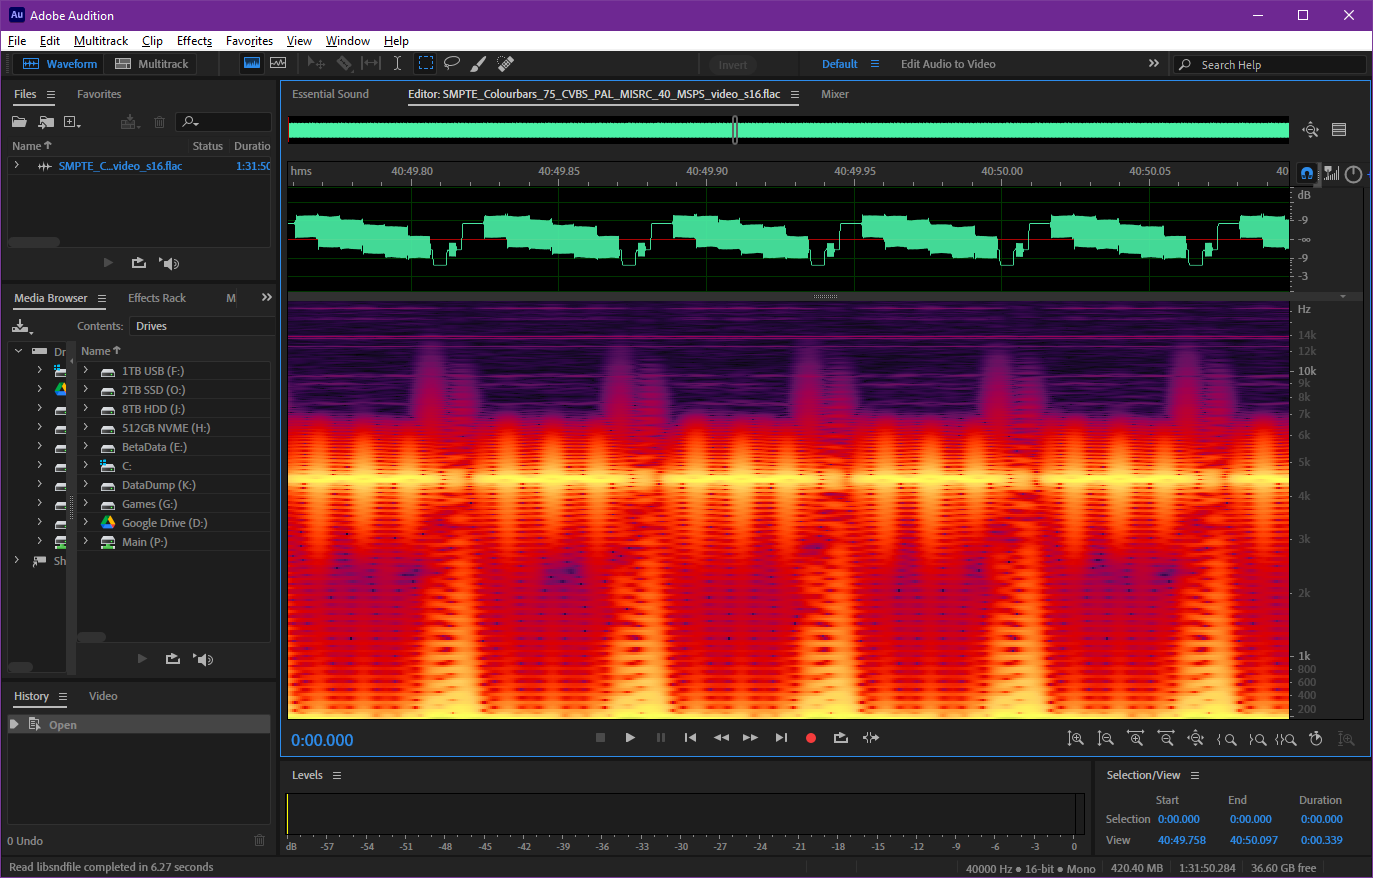 Au Adobe Audition
File Edit Multitrack Clip Effects Favorites View Window Help
Waveform Multitrack Invert Default Edit Audio to Video Search Help
Files Favorites
Name Status Duratio
SMPTE_C...video_s16.flac 1:31:50
Media Browser Effects Rack M
Contents: Drives
Dr Name
1TB USB (F:)
2TB SSD (O:)
8TB HDD (J:)
512GB NVME (H:)
BetaData (E:)
C:
DataDump (K:)
Games (G:)
Google Drive (D:)
Main (P:)
Sh
History Video
Open
0 Undo
Essential Sound Editor: SMPTE_Colourbars_75_CVBS_PAL_MISRC_40_MSPS_video_s16.flac Mixer
hms 40:49.80 40:49.85 40:49.90 40:49.95 40:50.00 40:50.05 40
dB
-9
-∞
-9
-3
Hz
14k
12k
10k
9k
8k
7k
6k
5k
4k
3k
2k
1k
800
600
400
200
0:00.000
Levels
dB -57 -54 -51 -48 -45 -42 -39 -36 -33 -30 -27 -24 -21 -18 -15 -12 -9 -6 -3 0
Selection/View
Start End Duration
Selection 0:00.000 0:00.000 0:00.000
View 40:49.758 40:50.097 0:00.339
Read libsndfile completed in 6.27 seconds
40000 Hz • 16-bit • Mono 420.40 MB 1:31:50.284 36.60 GB free